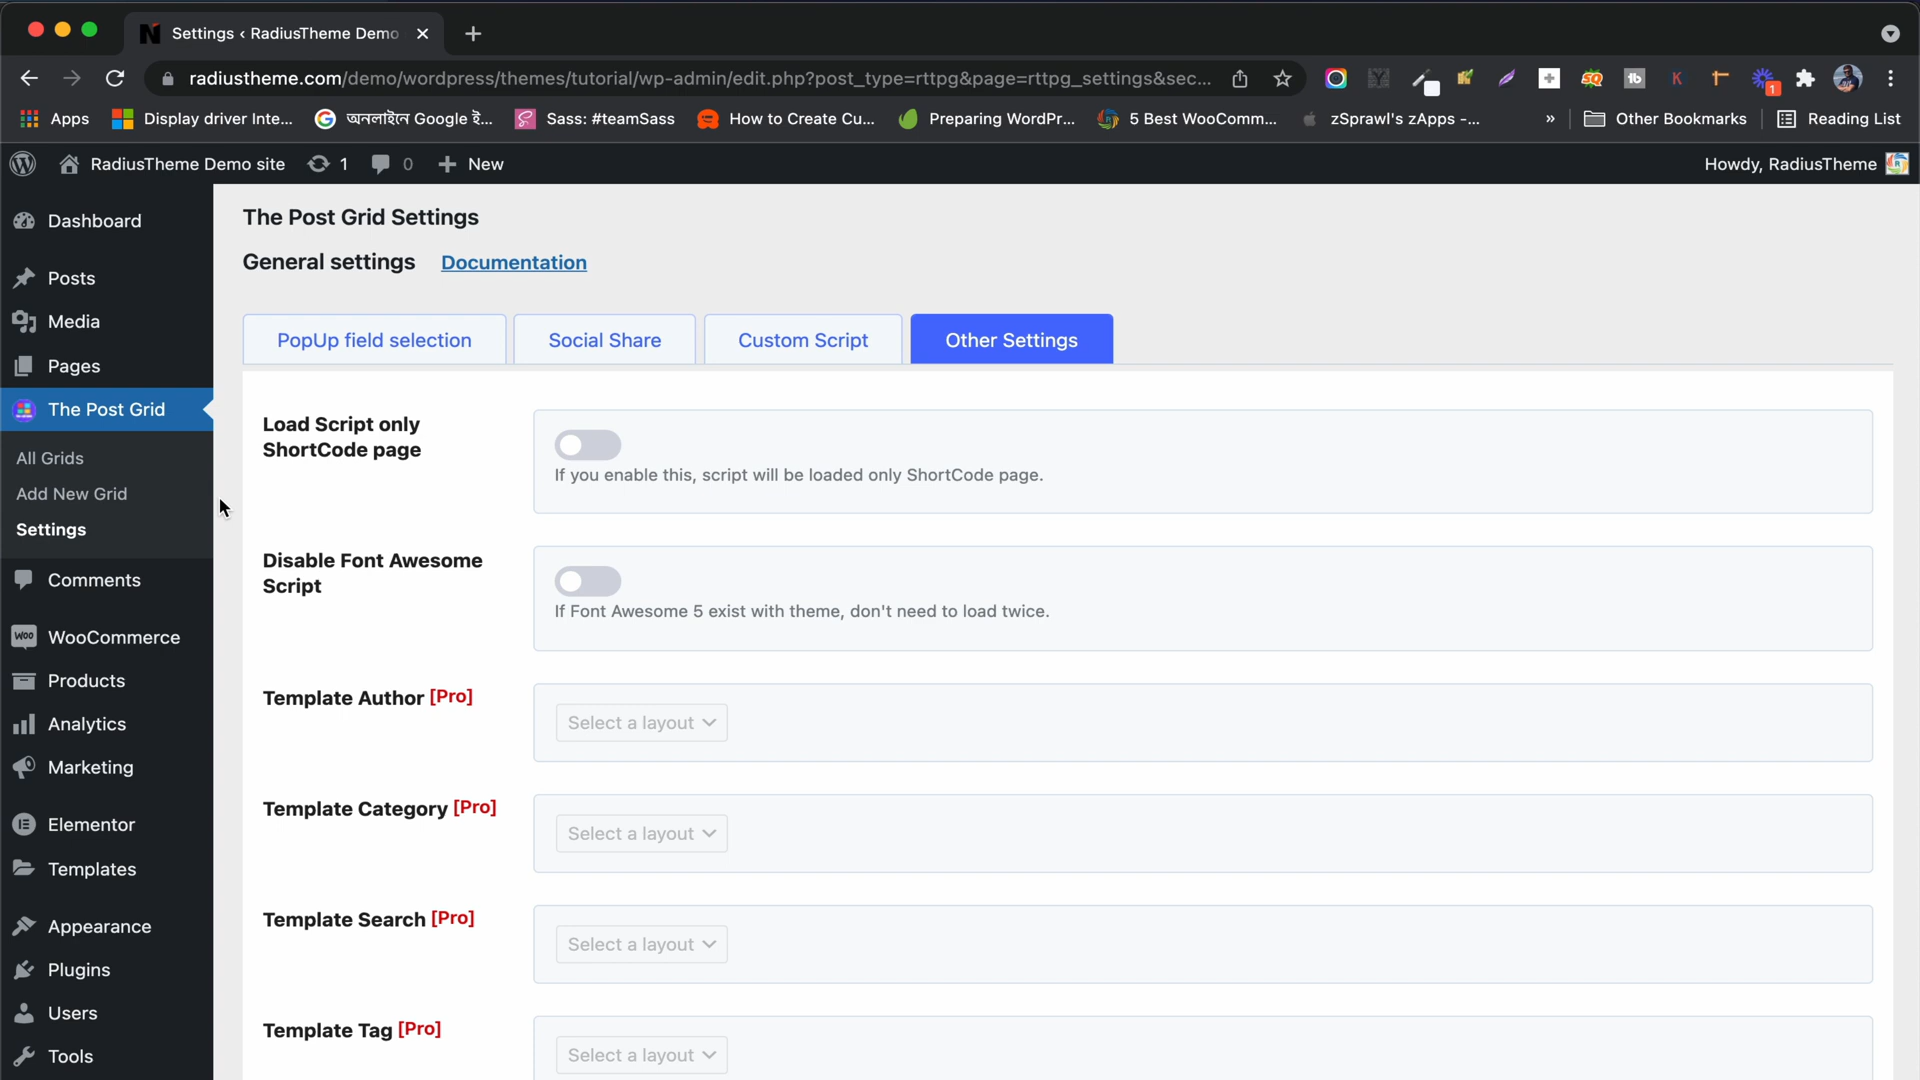 Settings ‹ RadiusTheme Demo
radiustheme.com/demo/wordpress/themes/tutorial/wp-admin/edit.php?post_type=rttpg&page=rttpg_settings&sec...
Apps
Display driver Inte...
অনলাইনে Google ই...
Sass: #teamSass
How to Create Cu...
Preparing WordPr...
5 Best WooComm...
zSprawl's zApps -...
»
Other Bookmarks
Reading List
RadiusTheme Demo site
1
0
New
Howdy, RadiusTheme
Dashboard
Posts
Media
Pages
The Post Grid
All Grids
Add New Grid
Settings
Comments
WooCommerce
Products
Analytics
Marketing
Elementor
Templates
Appearance
Plugins
Users
Tools
The Post Grid Settings
General settings Documentation
PopUp field selection
Social Share
Custom Script
Other Settings
Load Script only
ShortCode page
If you enable this, script will be loaded only ShortCode page.
Disable Font Awesome
Script
If Font Awesome 5 exist with theme, don't need to load twice.
Template Author [Pro]
Select a layout
Template Category [Pro]
Select a layout
Template Search [Pro]
Select a layout
Template Tag [Pro]
Select a layout